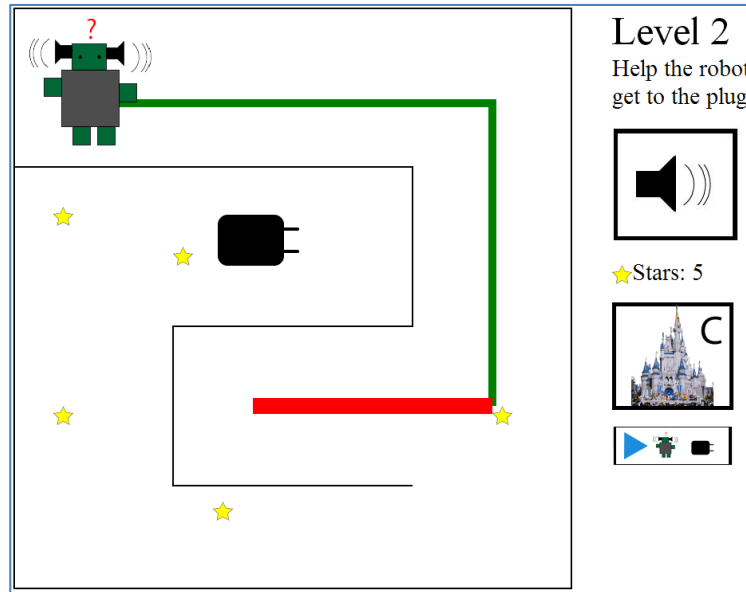 ?
Level 2
Help the robot
get to the plug
Stars: 5
C